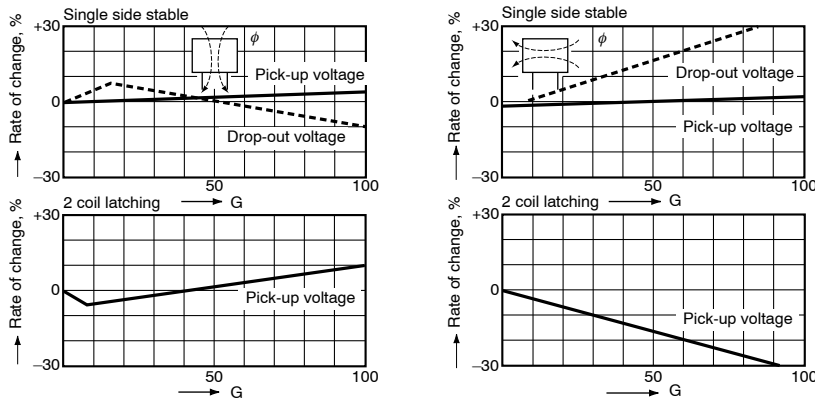 Single side stable
+30
0
–30
Rate of change, %
ϕ
Pick-up voltage
Drop-out voltage
50
100
G
Single side stable
+30
0
–30
Rate of change, %
ϕ
Drop-out voltage
Pick-up voltage
50
100
G
2 coil latching
+30
0
–30
Rate of change, %
Pick-up voltage
50
100
G
2 coil latching
+30
0
–30
Rate of change, %
Pick-up voltage
50
100
G